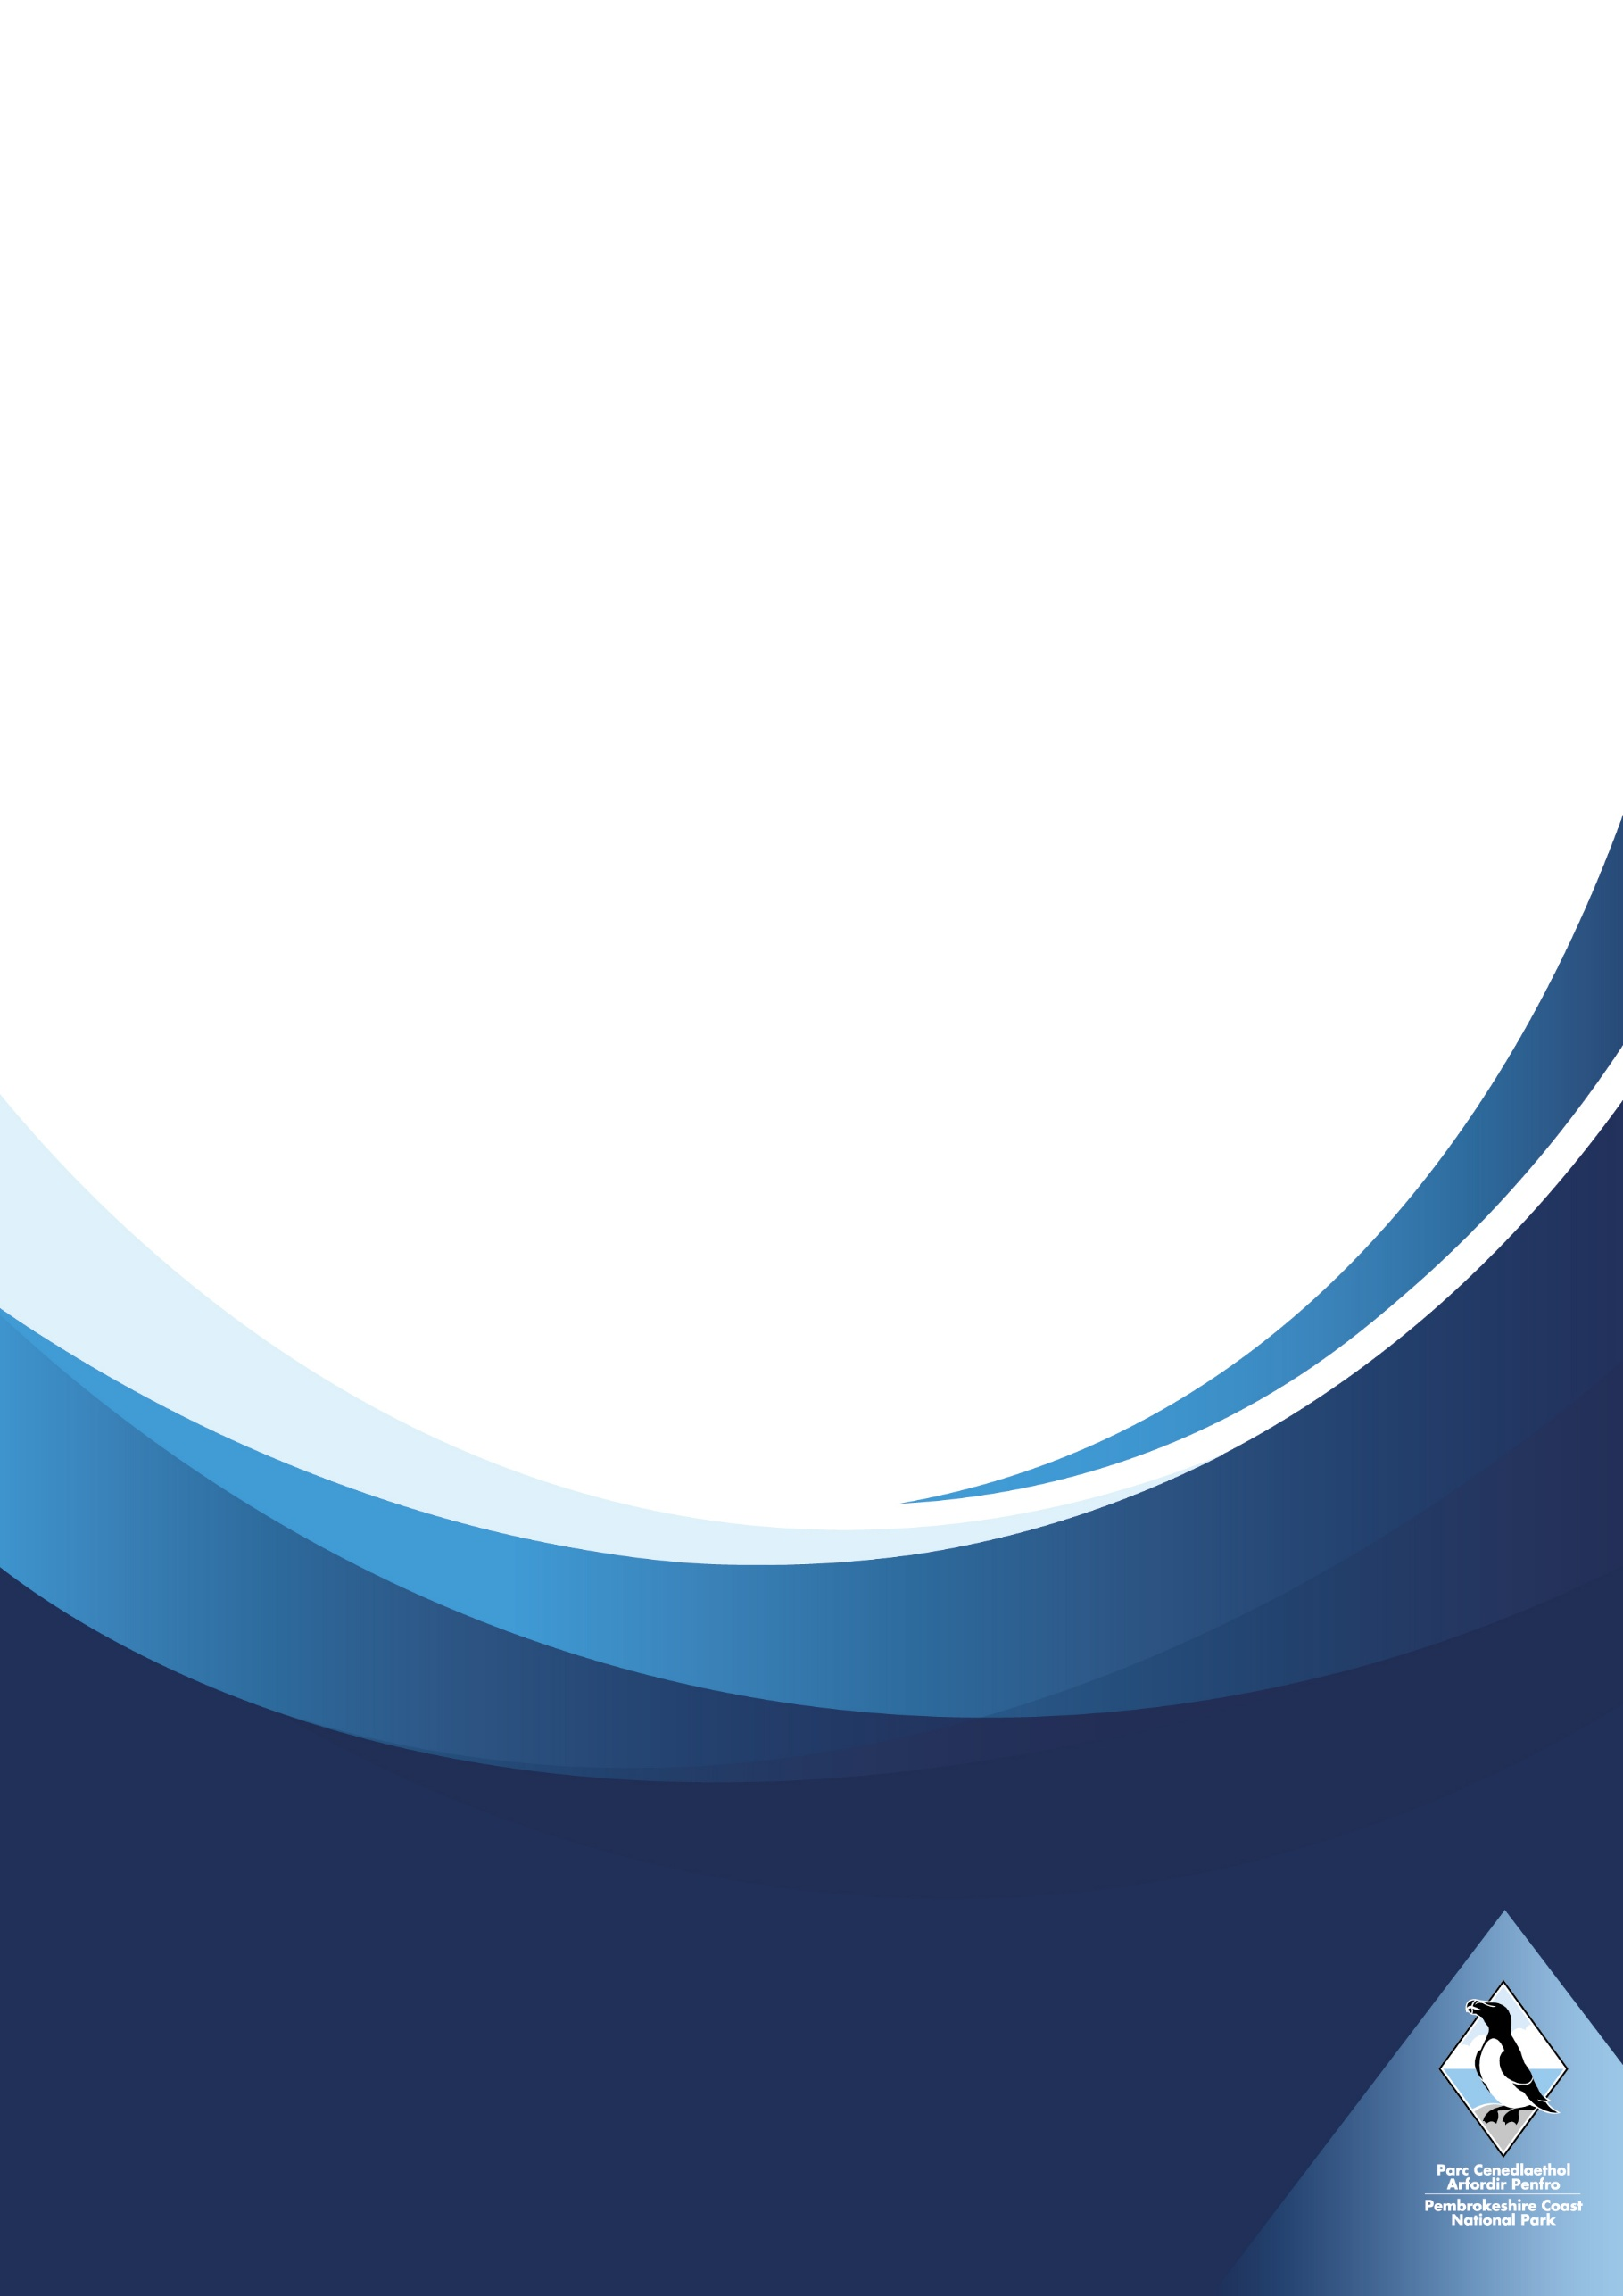 Parc Cenedlaethol
Arfordir Penfro
Pembrokeshire Coast
National Park